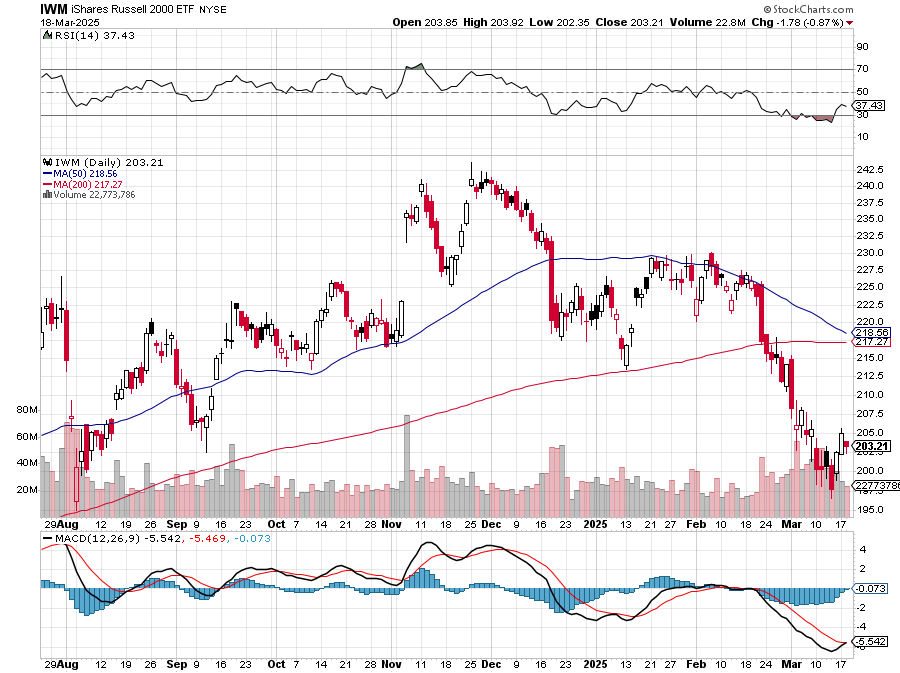 IWM iShares Russell 2000 ETF NYSE
© StockCharts.com
18-Mar-2025
Open 203.85 High 203.92 Low 202.35 Close 203.21 Volume 22.8M Chg -1.78 (-0.87%)
RSI(14) 37.43
90
70
50
37.43
30
10
IWM (Daily) 203.21
MA(50) 218.56
MA(200) 217.27
Volume 22,773,786
242.5
240.0
237.5
235.0
232.5
230.0
227.5
225.0
222.5
220.0
218.56
217.27
215.0
212.5
210.0
207.5
205.0
203.21
200.0
22773786
195.0
80M
60M
40M
20M
29 Aug 12 19 26 Sep 9 16 23 Oct 7 14 21 28 Nov 11 18 25 Dec 9 16 23 2025 13 21 27 Feb 10 18 24 Mar 10 17
MACD(12,26,9) -5.542, -5.469, -0.073
4
2
-0.073
-2
-4
-5.542
29 Aug 12 19 26 Sep 9 16 23 Oct 7 14 21 28 Nov 11 18 25 Dec 9 16 23 2025 13 21 27 Feb 10 18 24 Mar 10 17